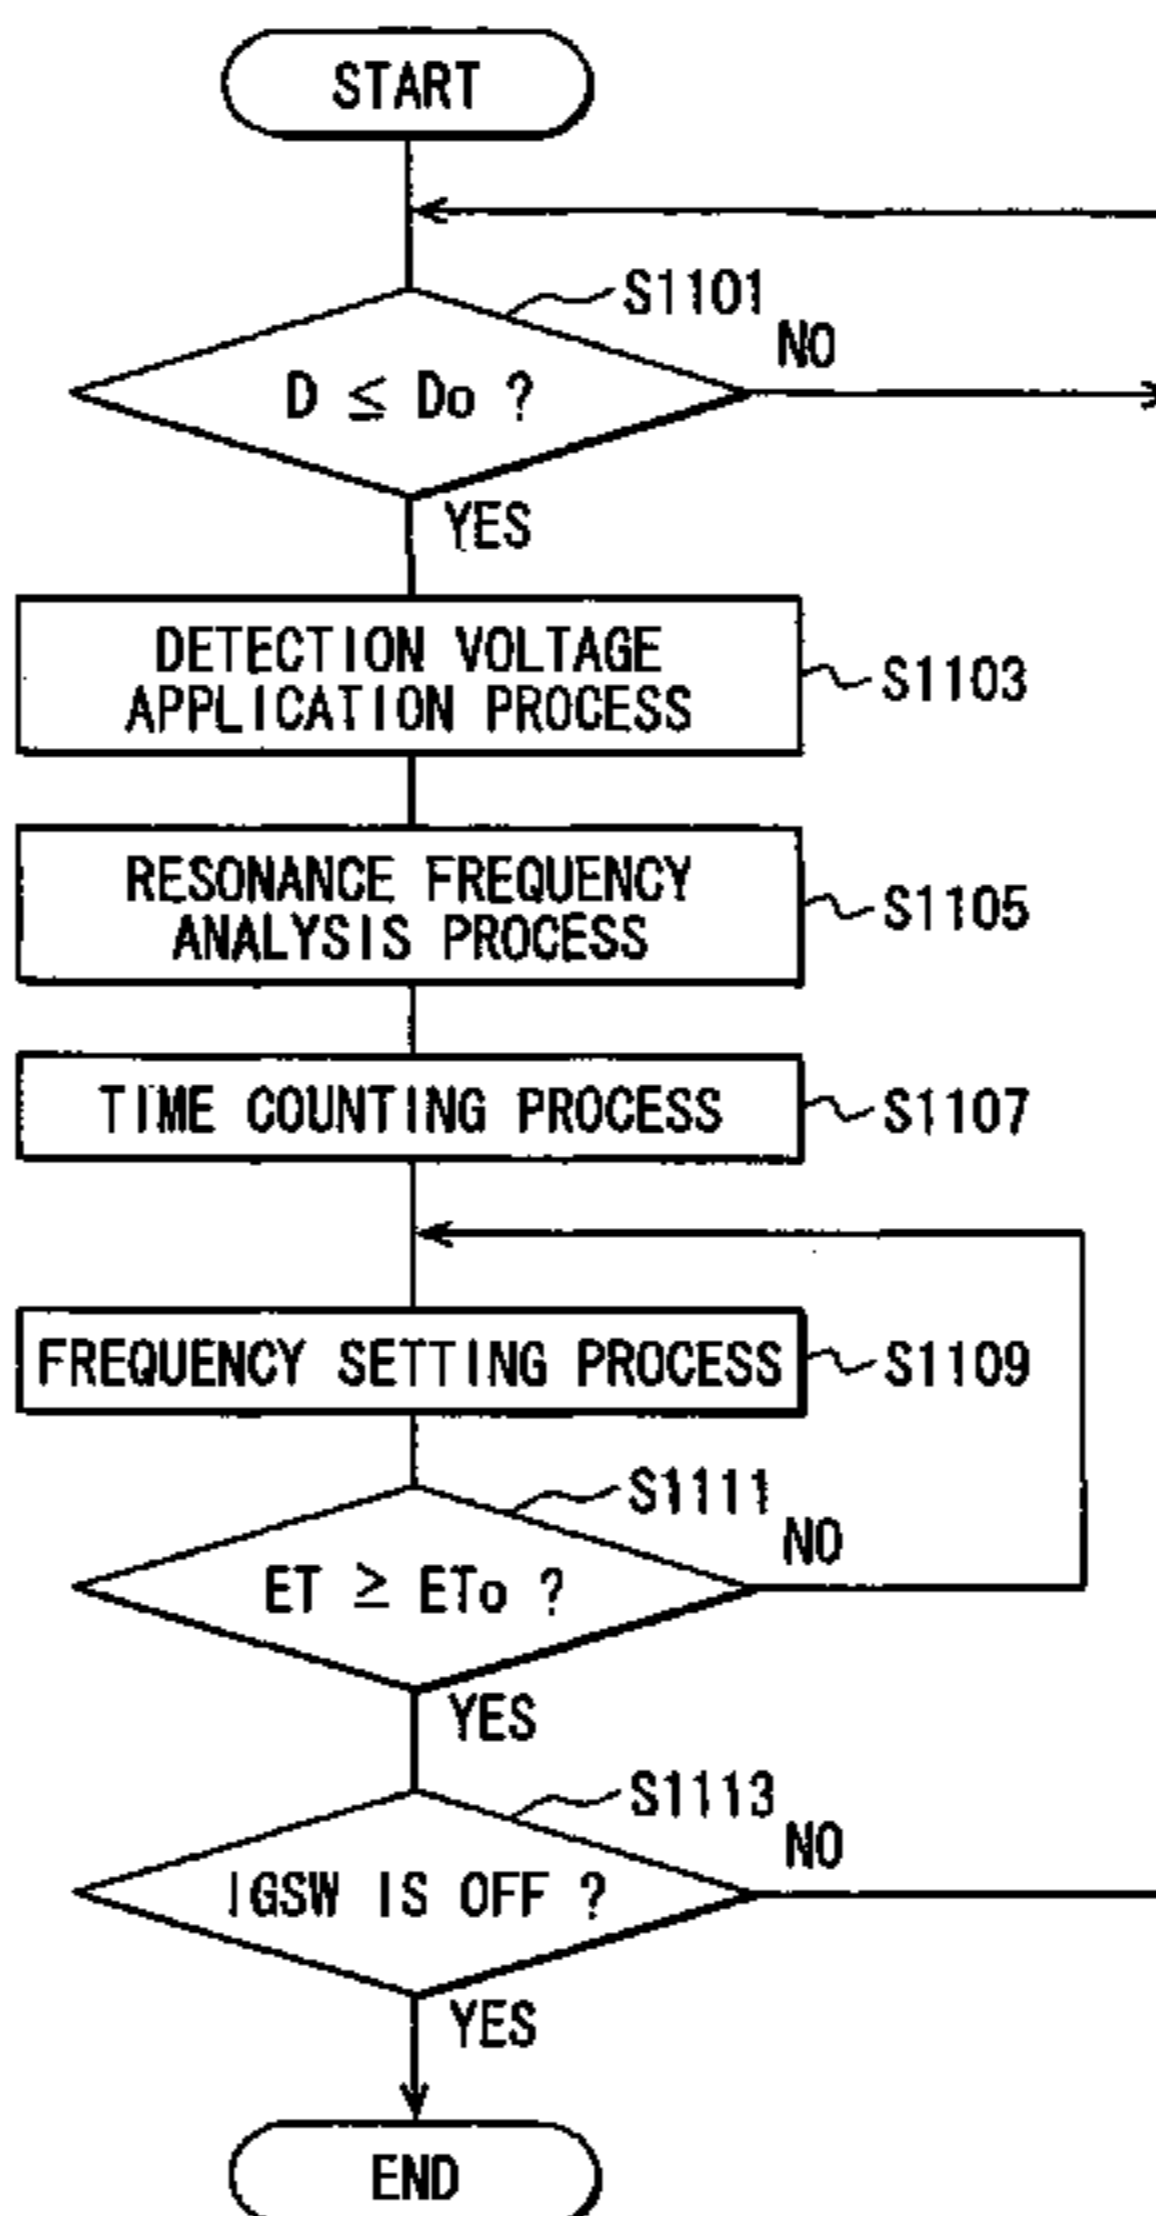 START
S1101
NO
D ≦ Do ?
YES
DETECTION VOLTAGE
APPLICATION PROCESS
S1103
RESONANCE FREQUENCY
ANALYSIS PROCESS
S1105
TIME COUNTING PROCESS
S1107
FREQUENCY SETTING PROCESS
S1109
S1111
NO
ET ≥ ETo ?
YES
S1113
NO
IGSW IS OFF ?
YES
END